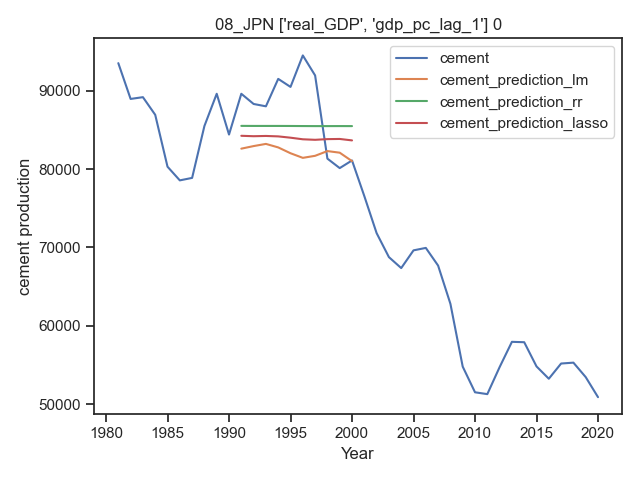 08_JPN ['real_GDP', 'gdp_pc_lag_1'] 0
cement
cement_prediction_lm
cement_prediction_rr
cement_prediction_lasso
cement production
90000
80000
70000
60000
50000
1980
1985
1990
1995
2000
2005
2010
2015
2020
Year